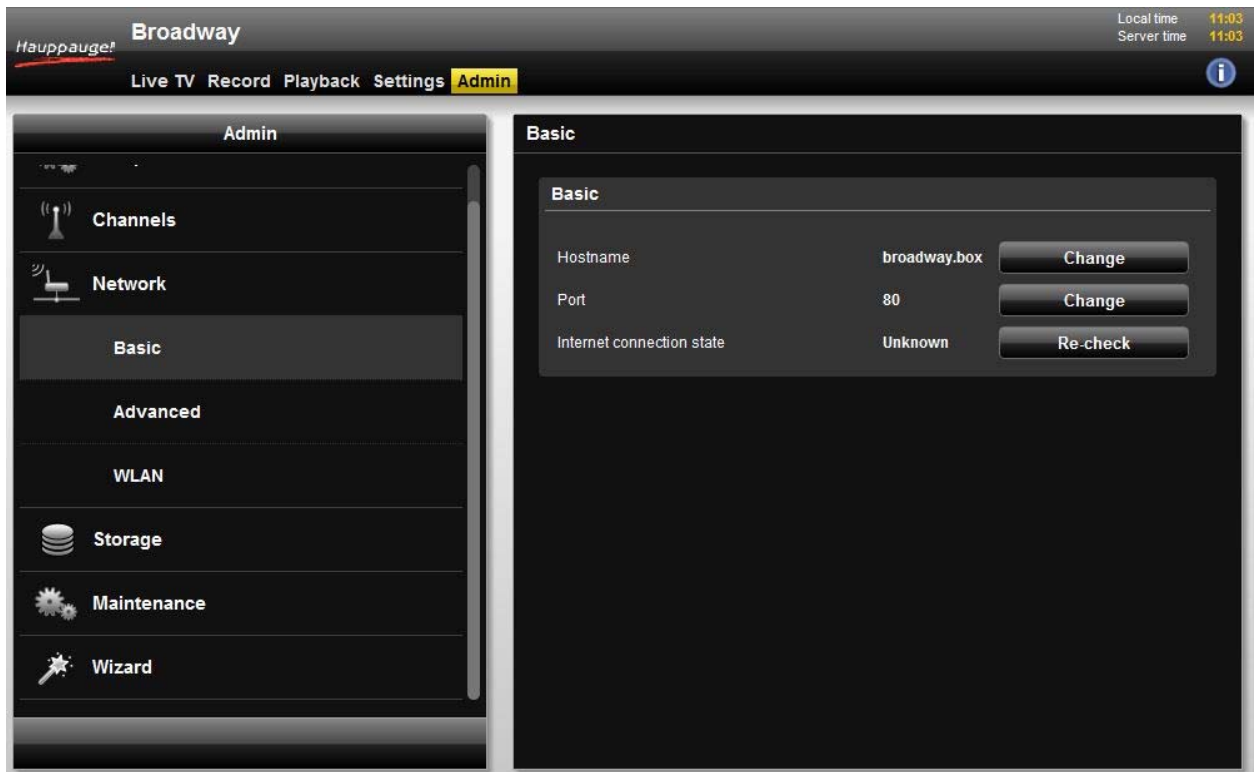 Hauppauge!
Broadway
Local time 11:03
Server time 11:03
Live TV Record Playback Settings Admin
Admin
Channels
Network
Basic
Advanced
WLAN
Storage
Maintenance
Wizard
Basic
Basic
Hostname broadway.box Change
Port 80 Change
Internet connection state Unknown Re-check